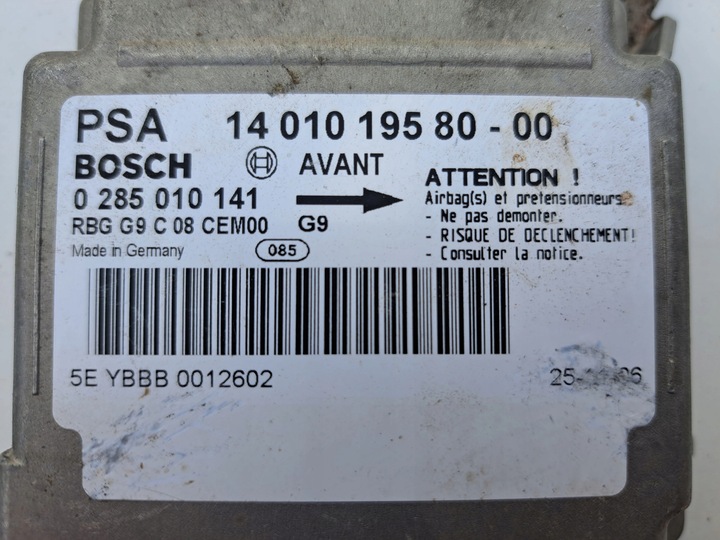 PSA 14 010 195 80 - 00
BOSCH AVANT
0 285 010 141
RBG G9 C 08 CEM00 G9
Made in Germany 085
ATTENTION !
Airbag(s) et pretensionneurs
- Ne pas demonter.
- RISQUE DE DECLENCHEMENT!
- Consulter la notice.
5E YBBB 0012602